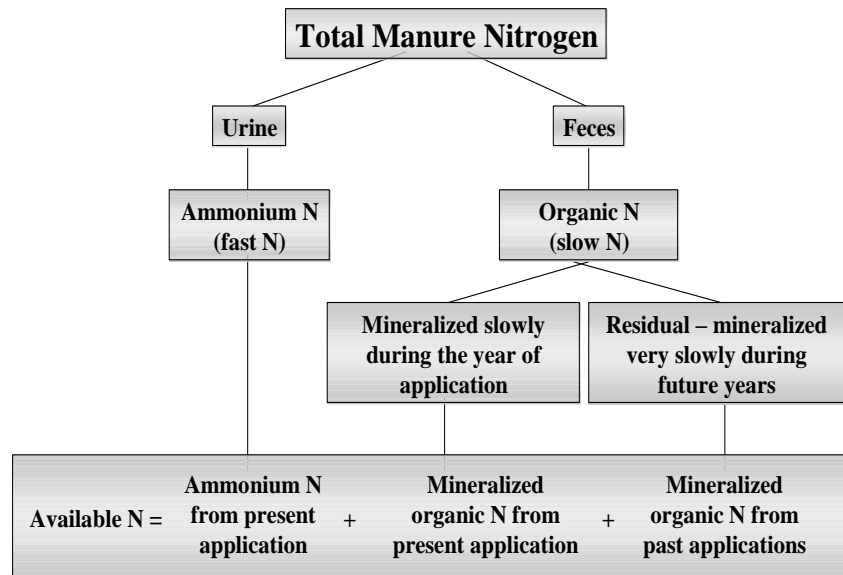 Total Manure Nitrogen
Urine
Feces
Ammonium N
(fast N)
Organic N
(slow N)
Mineralized slowly
during the year of
application
Residual – mineralized
very slowly during
future years
Available N =
Ammonium N
from present
application
+
Mineralized
organic N from
present application
+
Mineralized
organic N from
past applications